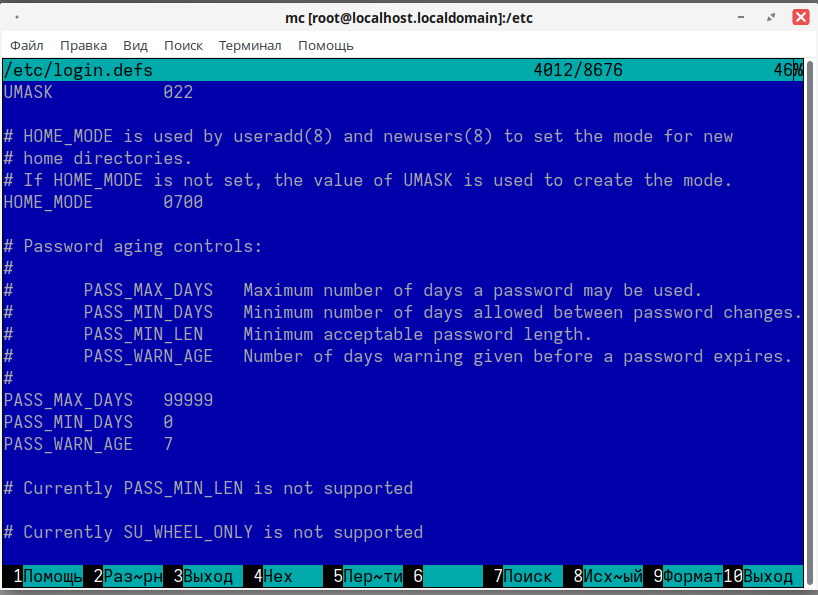 mc [root@localhost.localdomain]:/etc
Файл Правка Вид Поиск Терминал Помощь
/etc/login.defs 4012/8676 46%
UMASK 022
# HOME_MODE is used by useradd(8) and newusers(8) to set the mode for new
# home directories.
# If HOME_MODE is not set, the value of UMASK is used to create the mode.
HOME_MODE 0700
# Password aging controls:
#
# PASS_MAX_DAYS Maximum number of days a password may be used.
# PASS_MIN_DAYS Minimum number of days allowed between password changes.
# PASS_MIN_LEN Minimum acceptable password length.
# PASS_WARN_AGE Number of days warning given before a password expires.
#
PASS_MAX_DAYS 99999
PASS_MIN_DAYS 0
PASS_WARN_AGE 7
# Currently PASS_MIN_LEN is not supported
# Currently SU_WHEEL_ONLY is not supported
1Помощь 2Раз~рн 3Выход 4Hex 5Пер~ти 6 7Поиск 8Исх~ый 9Формат 10Выход